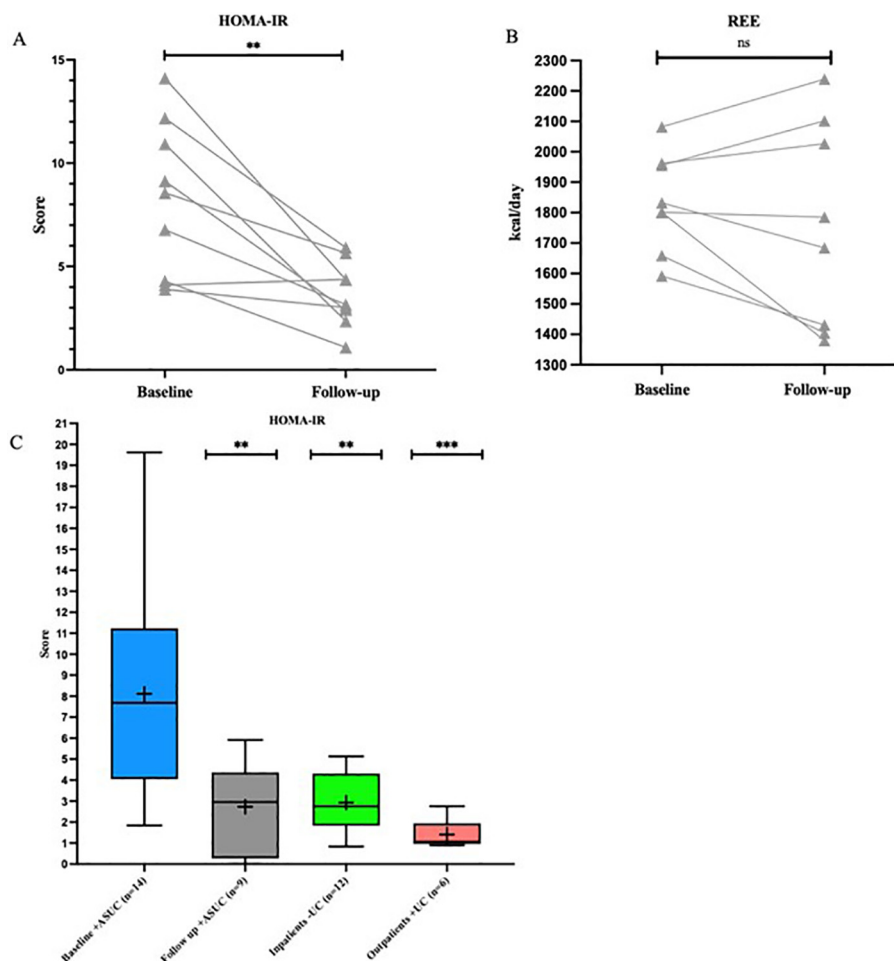 HOMA-IR
A
**
15
10
5
0
Score
Baseline
Follow-up
REE
B
ns
2300
2200
2100
2000
1900
1800
1700
1600
1500
1400
1300
kcal/day
Baseline
Follow-up
HOMA-IR
C
** ** ***
21
20
19
18
17
16
15
14
13
12
11
10
9
8
7
6
5
4
3
2
1
0
Score
Baseline +ASUC (n=14)
Follow up +ASUC (n=9)
Inpatients -UC (n=12)
Outpatients +UC (n=6)